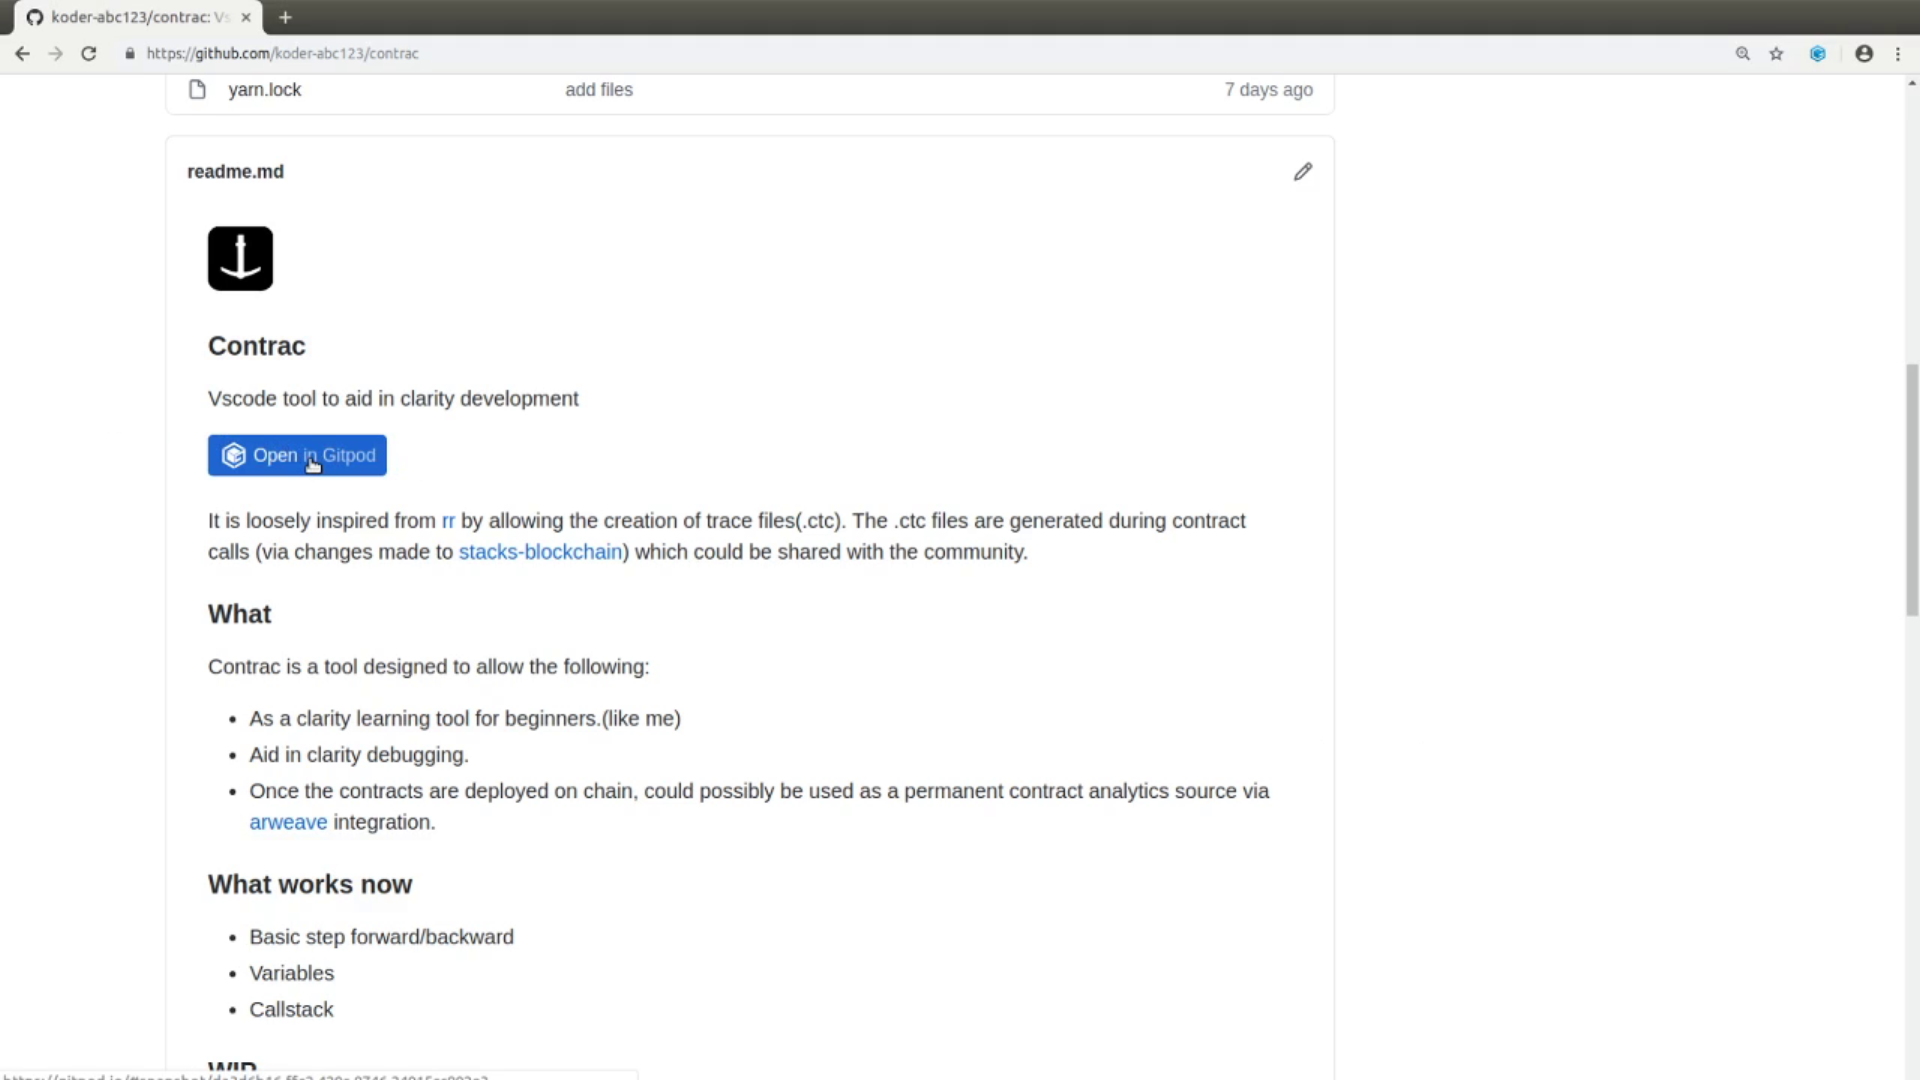 koder-abc123/contrac: Vs
https://github.com/koder-abc123/contrac
yarn.lock add files 7 days ago
readme.md
Contrac
Vscode tool to aid in clarity development
Open in Gitpod
It is loosely inspired from rr by allowing the creation of trace files(.ctc). The .ctc files are generated during contract
calls (via changes made to stacks-blockchain) which could be shared with the community.
What
Contrac is a tool designed to allow the following:
• As a clarity learning tool for beginners.(like me)
• Aid in clarity debugging.
• Once the contracts are deployed on chain, could possibly be used as a permanent contract analytics source via
arweave integration.
What works now
• Basic step forward/backward
• Variables
• Callstack
WIP